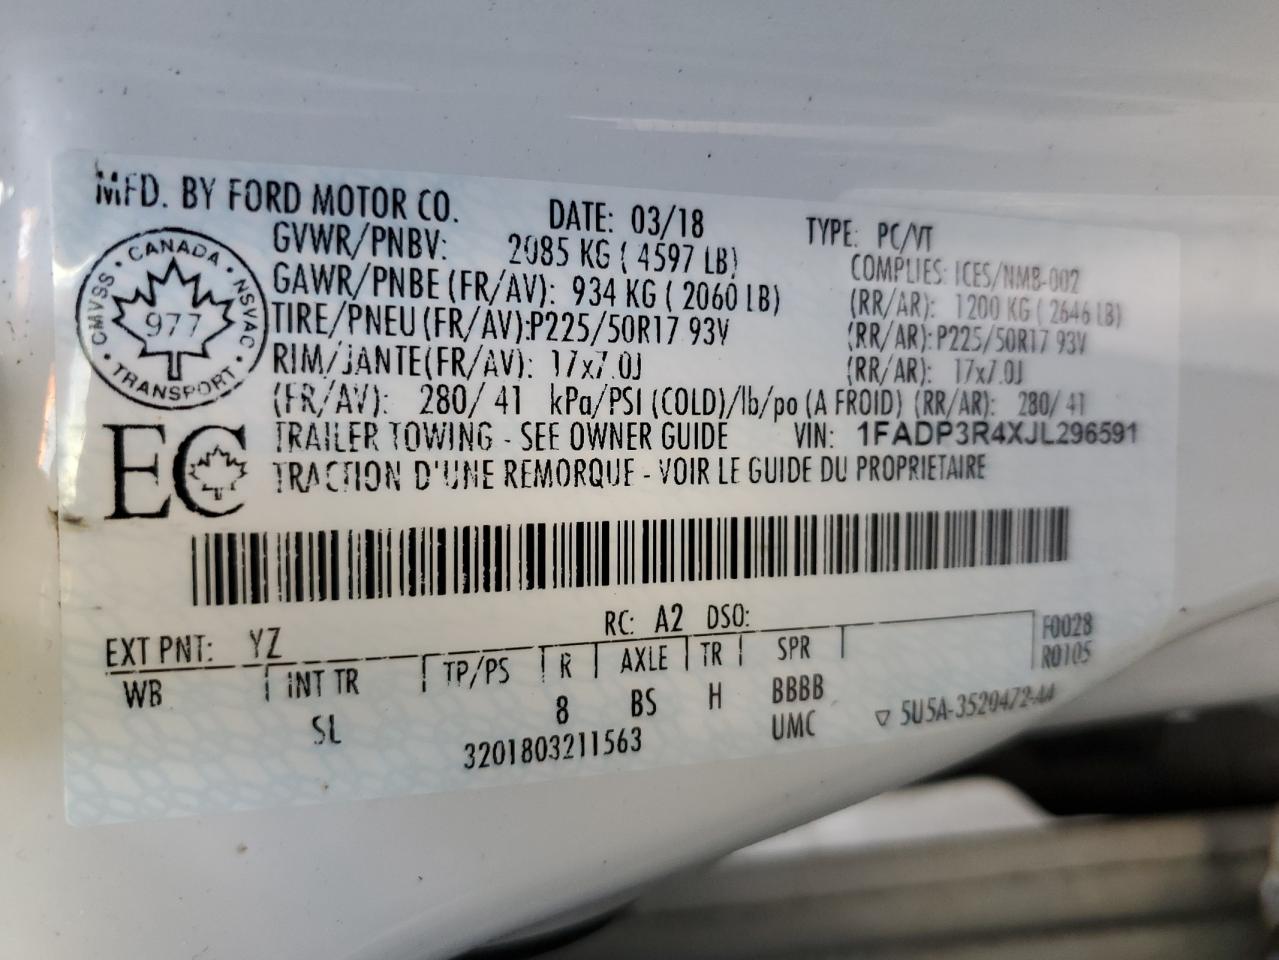 MFD. BY FORD MOTOR CO. DATE: 03/18 TYPE: PC/VT
GVWR/PNBV: 2085 KG ( 4597 LB) COMPLIES: ICES/NMB-002
GAWR/PNBE (FR/AV): 934 KG ( 2060 LB) (RR/AR): 1200 KG ( 2646 LB)
TIRE/PNEU (FR/AV):P225/50R17 93V (RR/AR):P225/50R17 93V
RIM/JANTE(FR/AV): 17x7.0J (RR/AR): 17x7.0J
(FR/AV): 280/ 41 kPa/PSI (COLD)/lb/po (A FROID) (RR/AR): 280/ 41
TRAILER TOWING - SEE OWNER GUIDE VIN: 1FADP3R4XJL296591
TRACTION D'UNE REMORQUE - VOIR LE GUIDE DU PROPRIETAIRE
CANADA
CMVSS NSVAC
977
TRANSPORT
EC
RC: A2 DSO:
EXT PNT: YZ F0028
WB INT TR TP/PS R AXLE TR SPR R0105
SL 8 BS H BBBB
3201803211563 UMC 5U5A-3520472-AA